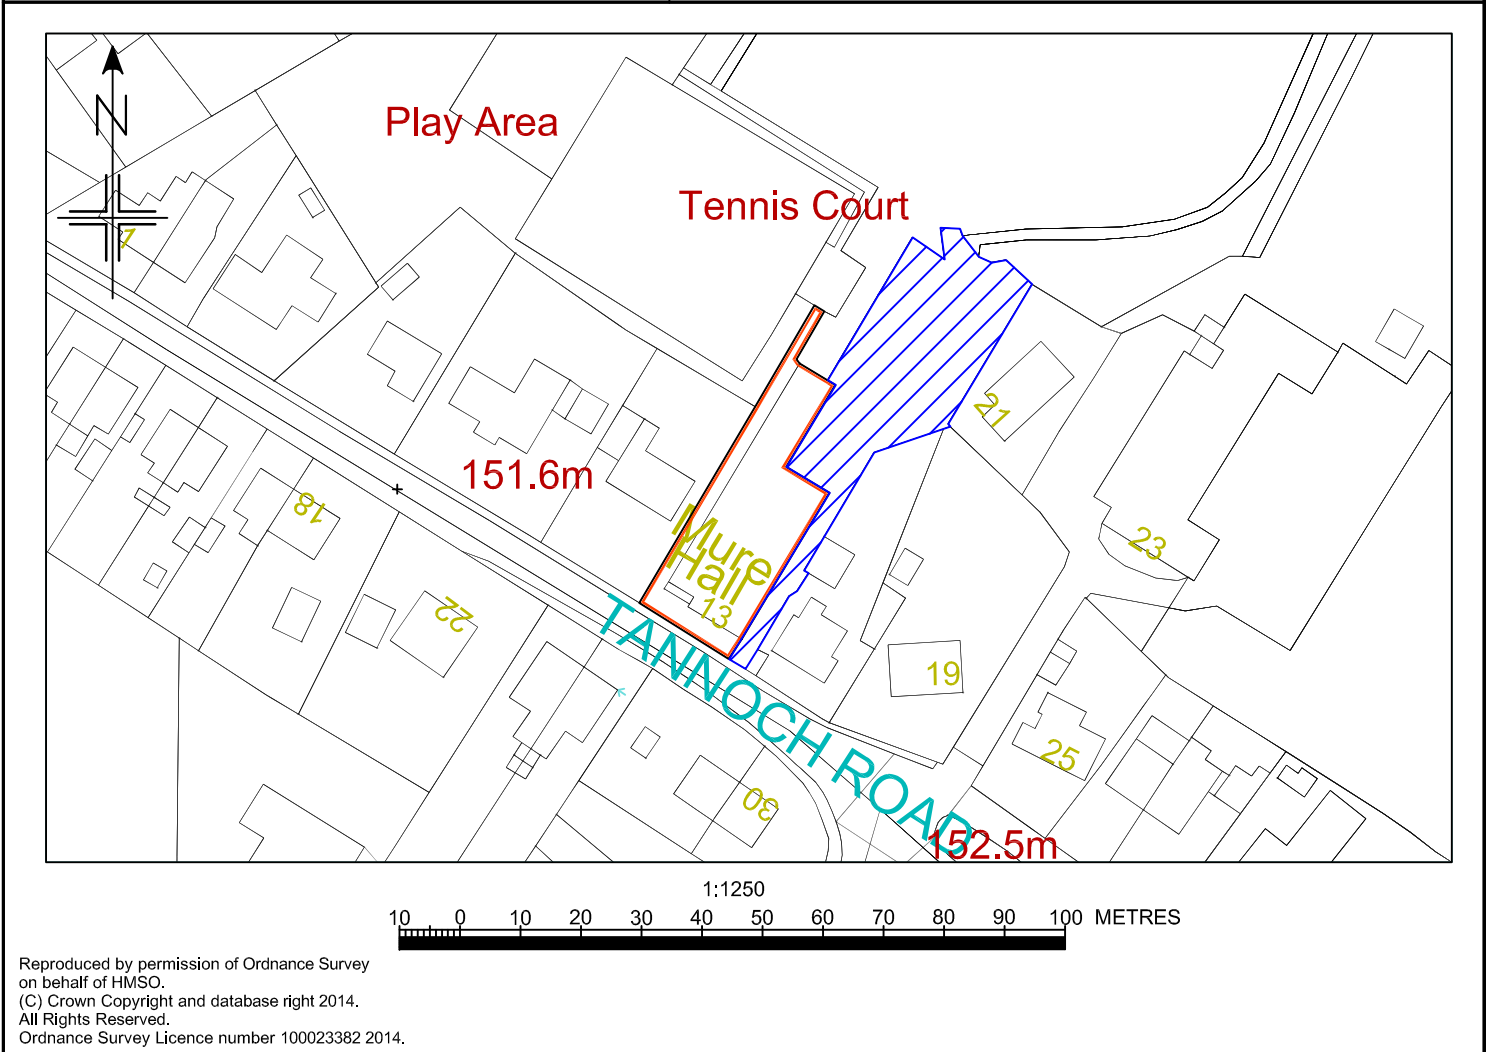 N
Play Area
Tennis Court
1
21
151.6m
18
Mure
Hall
13
23
22
TANNOCH ROAD
19
25
30
152.5m
1:1250
10 0 10 20 30 40 50 60 70 80 90 100 METRES
Reproduced by permission of Ordnance Survey
on behalf of HMSO.
(C) Crown Copyright and database right 2014.
All Rights Reserved.
Ordnance Survey Licence number 100023382 2014.